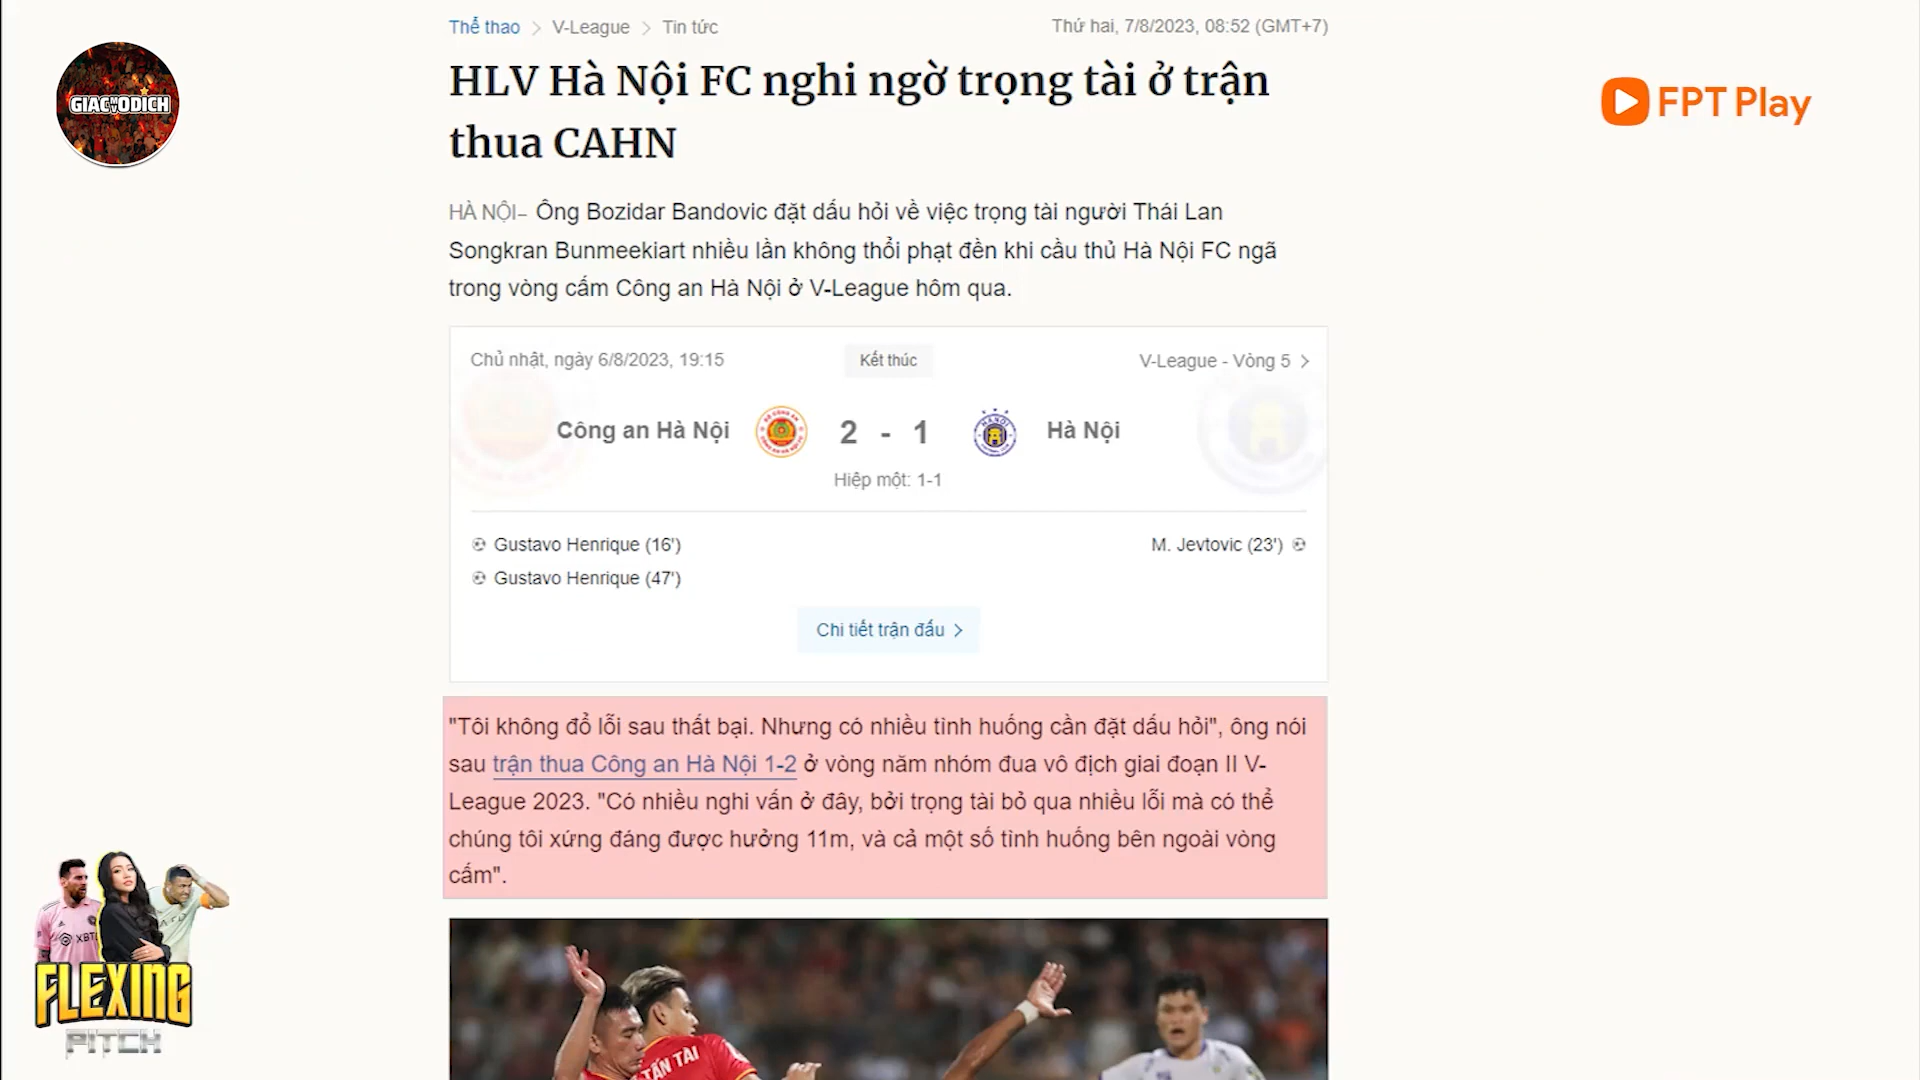 Thể thao > V-League > Tin tức
Thứ hai, 7/8/2023, 08:52 (GMT+7)
GIACMODICH
FPT Play
HLV Hà Nội FC nghi ngờ trọng tài ở trận
thua CAHN
HÀ NỘI– Ông Bozidar Bandovic đặt dấu hỏi về việc trọng tài người Thái Lan
Songkran Bunmeekiart nhiều lần không thổi phạt đền khi cầu thủ Hà Nội FC ngã
trong vòng cấm Công an Hà Nội ở V-League hôm qua.
Chủ nhật, ngày 6/8/2023, 19:15
Kết thúc
V-League - Vòng 5 >
Công an Hà Nội
2 - 1
Hà Nội
Hiệp một: 1-1
Gustavo Henrique (16')
M. Jevtovic (23')
Gustavo Henrique (47')
Chi tiết trận đấu >
"Tôi không đổ lỗi sau thất bại. Nhưng có nhiều tình huống cần đặt dấu hỏi", ông nói
sau trận thua Công an Hà Nội 1-2 ở vòng năm nhóm đua vô địch giai đoạn II V-
League 2023. "Có nhiều nghi vấn ở đây, bởi trọng tài bỏ qua nhiều lỗi mà có thể
chúng tôi xứng đáng được hưởng 11m, và cả một số tình huống bên ngoài vòng
cấm".
XBT
FLEXING
PITCH
TẤN TÀI